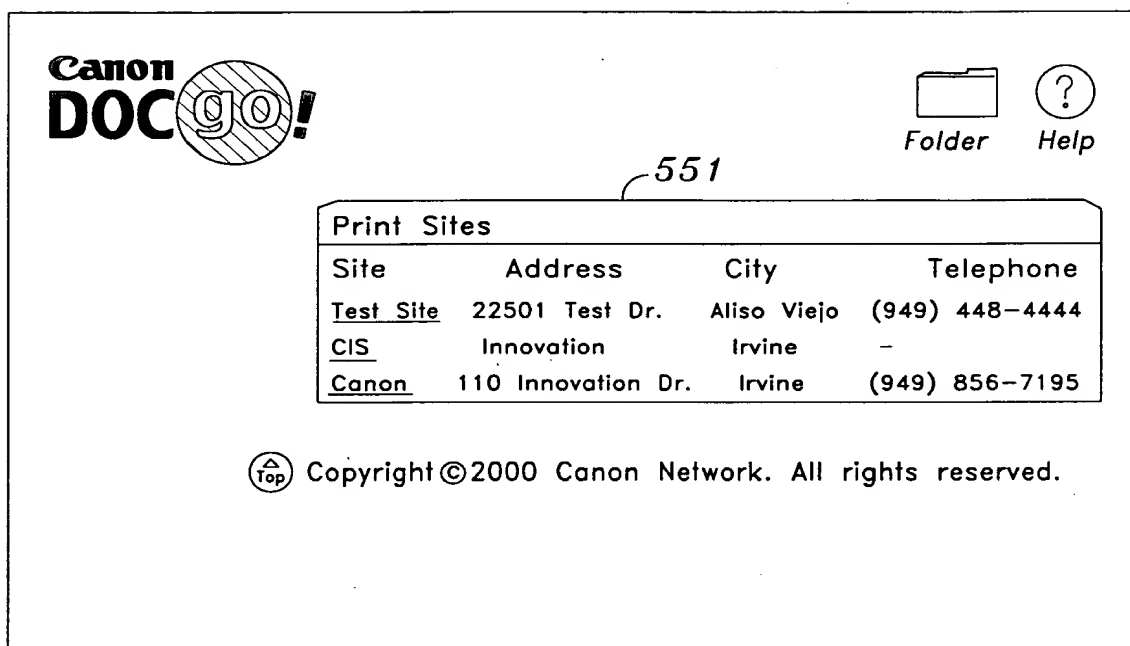 Canon
DOC go!
Folder Help
551
Print Sites
Site Address City Telephone
Test Site 22501 Test Dr. Aliso Viejo (949) 448-4444
CIS Innovation Irvine -
Canon 110 Innovation Dr. Irvine (949) 856-7195
Top Copyright ©2000 Canon Network. All rights reserved.